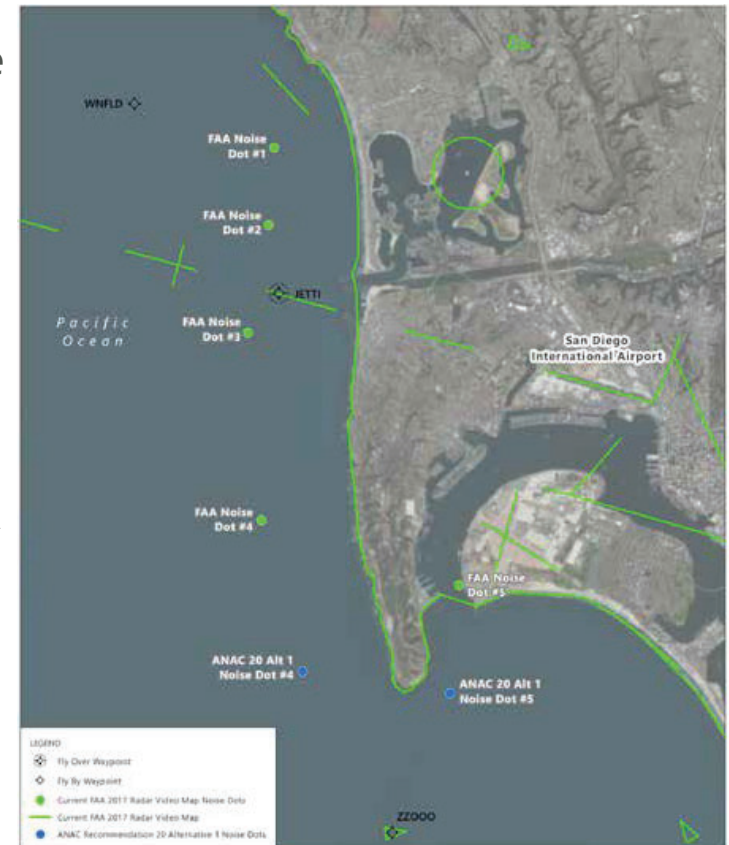 e
WNFLD
FAA Noise
Dot #1
FAA Noise
Dot #2
JETTI
FAA Noise
Dot #3
Pacific
Ocean
San Diego
International Airport
FAA Noise
Dot #4
FAA Noise
Dot #5
ANAC 20 Alt 1
Noise Dot #4
ANAC 20 Alt 1
Noise Dot #5
ZZOOO
LEGEND
Fly Over Waypoint
Fly By Waypoint
Current FAA 2017 Radar Video Map Noise Dots
Current FAA 2017 Radar Video Map
ANAC Recommendation 20 Alternative 1 Noise Dots